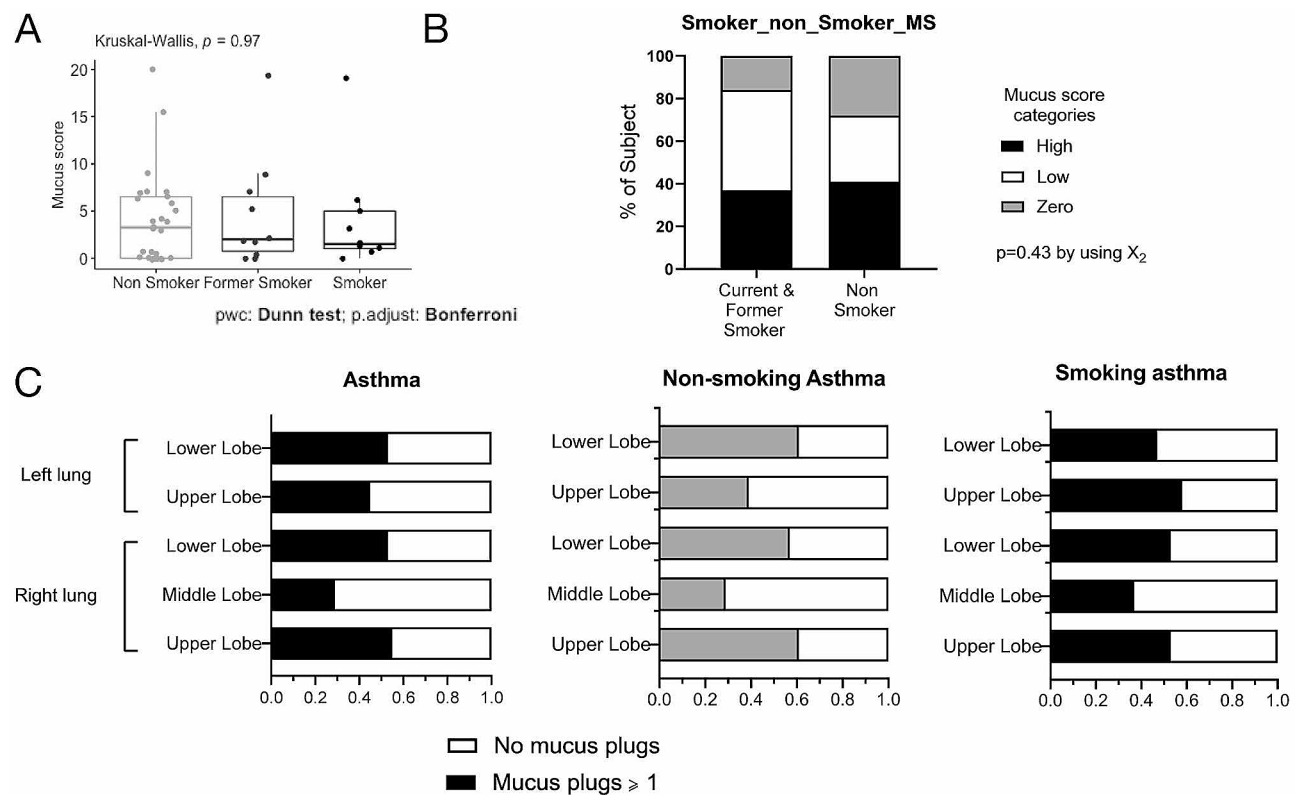 A
Kruskal-Wallis, p = 0.97
Mucus score
20
15
10
5
0
Non Smoker Former Smoker Smoker
pwc: Dunn test; p.adjust: Bonferroni
B
Smoker_non_Smoker_MS
% of Subject
100
80
60
40
20
0
Current &
Former
Smoker
Non
Smoker
Mucus score
categories
High
Low
Zero
p=0.43 by using X2
C
Asthma
Left lung
Right lung
Lower Lobe
Upper Lobe
Lower Lobe
Middle Lobe
Upper Lobe
0.0 0.2 0.4 0.6 0.8 1.0
Non-smoking Asthma
Lower Lobe
Upper Lobe
Lower Lobe
Middle Lobe
Upper Lobe
0.0 0.2 0.4 0.6 0.8 1.0
Smoking asthma
Lower Lobe
Upper Lobe
Lower Lobe
Middle Lobe
Upper Lobe
0.0 0.2 0.4 0.6 0.8 1.0
No mucus plugs
Mucus plugs ⩾ 1